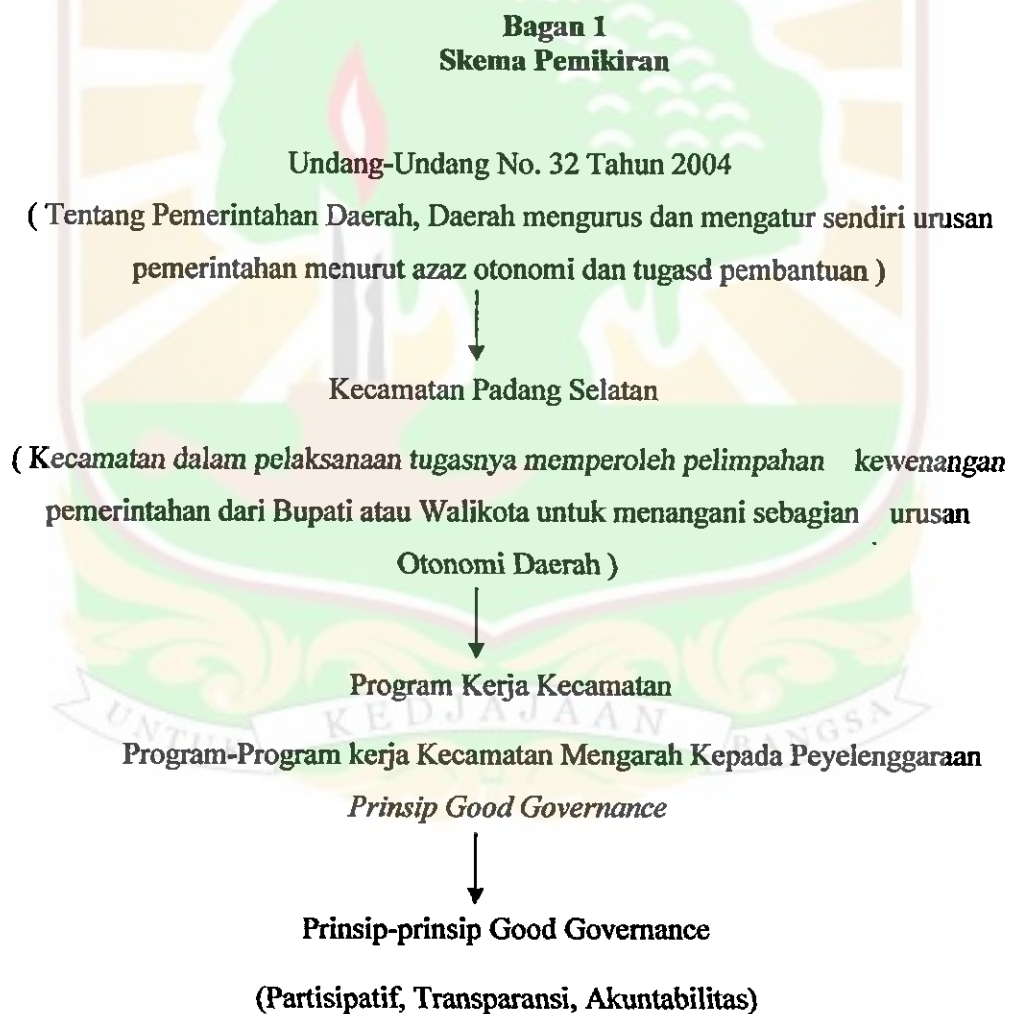 Bagan 1
Skema Pemikiran
Undang-Undang No. 32 Tahun 2004
( Tentang Pemerintahan Daerah, Daerah mengurus dan mengatur sendiri urusan
pemerintahan menurut azaz otonomi dan tugasd pembantuan )
Kecamatan Padang Selatan
( Kecamatan dalam pelaksanaan tugasnya memperoleh pelimpahan kewenangan
pemerintahan dari Bupati atau Walikota untuk menangani sebagian urusan
Otonomi Daerah )
Program Kerja Kecamatan
UNTUK KEDJAJAAN BANGSA
Program-Program kerja Kecamatan Mengarah Kepada Peyelenggaraan
Prinsip Good Governance
Prinsip-prinsip Good Governance
(Partisipatif, Transparansi, Akuntabilitas)